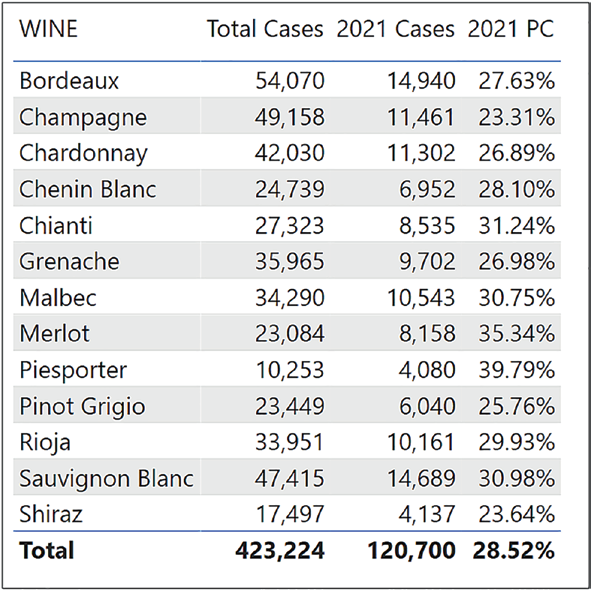 WINE Total Cases 2021 Cases 2021 PC
Bordeaux 54,070 14,940 27.63%
Champagne 49,158 11,461 23.31%
Chardonnay 42,030 11,302 26.89%
Chenin Blanc 24,739 6,952 28.10%
Chianti 27,323 8,535 31.24%
Grenache 35,965 9,702 26.98%
Malbec 34,290 10,543 30.75%
Merlot 23,084 8,158 35.34%
Piesporter 10,253 4,080 39.79%
Pinot Grigio 23,449 6,040 25.76%
Rioja 33,951 10,161 29.93%
Sauvignon Blanc 47,415 14,689 30.98%
Shiraz 17,497 4,137 23.64%
Total 423,224 120,700 28.52%